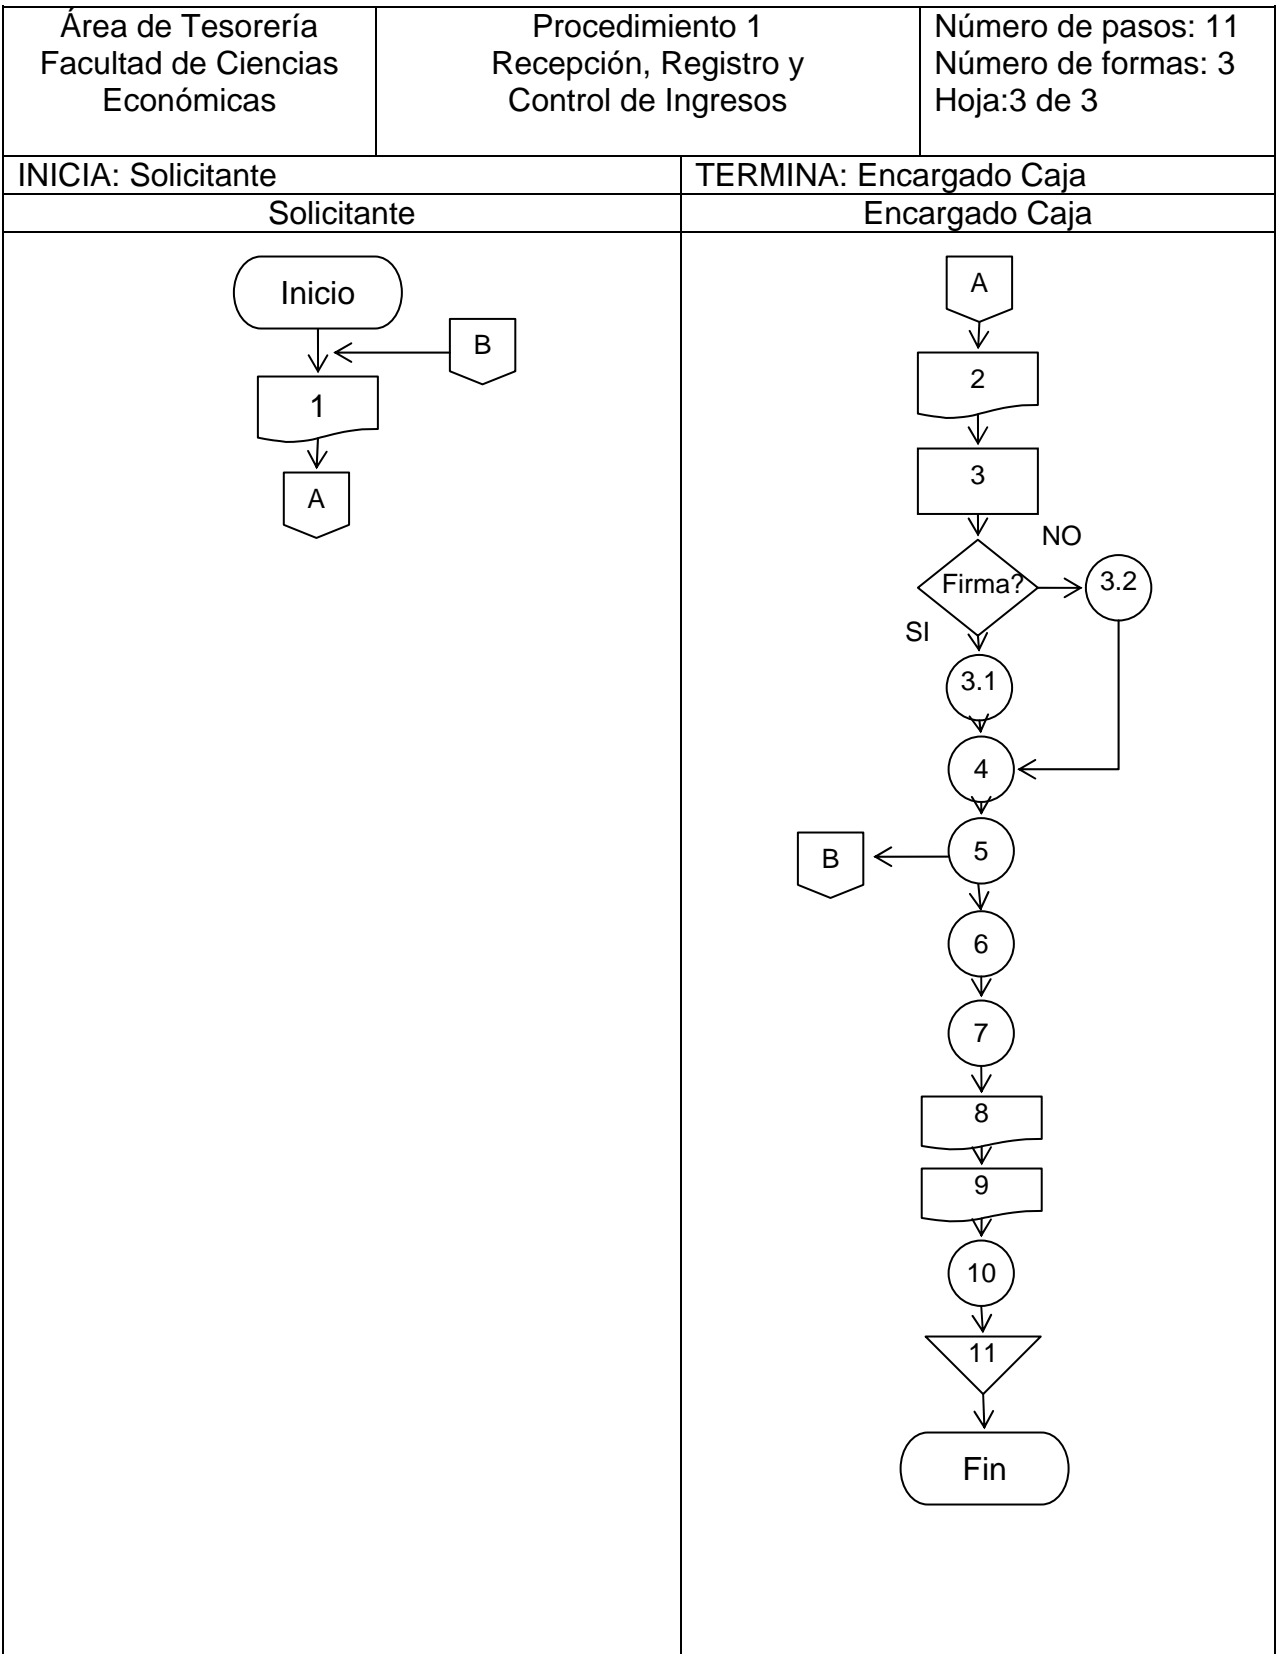 Área de Tesorería
Facultad de Ciencias
Económicas
Procedimiento 1
Recepción, Registro y
Control de Ingresos
Número de pasos: 11
Número de formas: 3
Hoja:3 de 3
INICIA: Solicitante
TERMINA: Encargado Caja
Solicitante
Encargado Caja
Inicio
B
1
A
A
2
3
NO
Firma?
3.2
SI
3.1
4
5
B
6
7
8
9
10
11
Fin